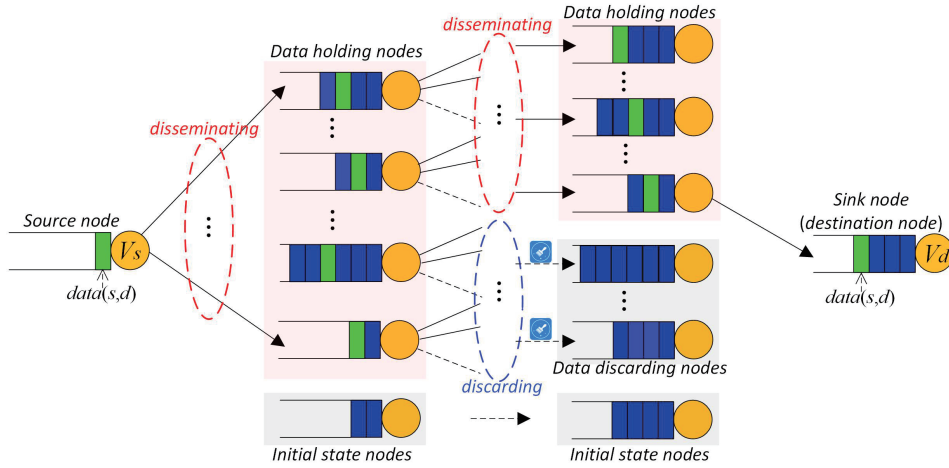 disseminating
Data holding nodes
Data holding nodes
disseminating
Source node
Vs
data(s,d)
Sink node
(destination node)
Vd
data(s,d)
Data discarding nodes
discarding
Initial state nodes
Initial state nodes